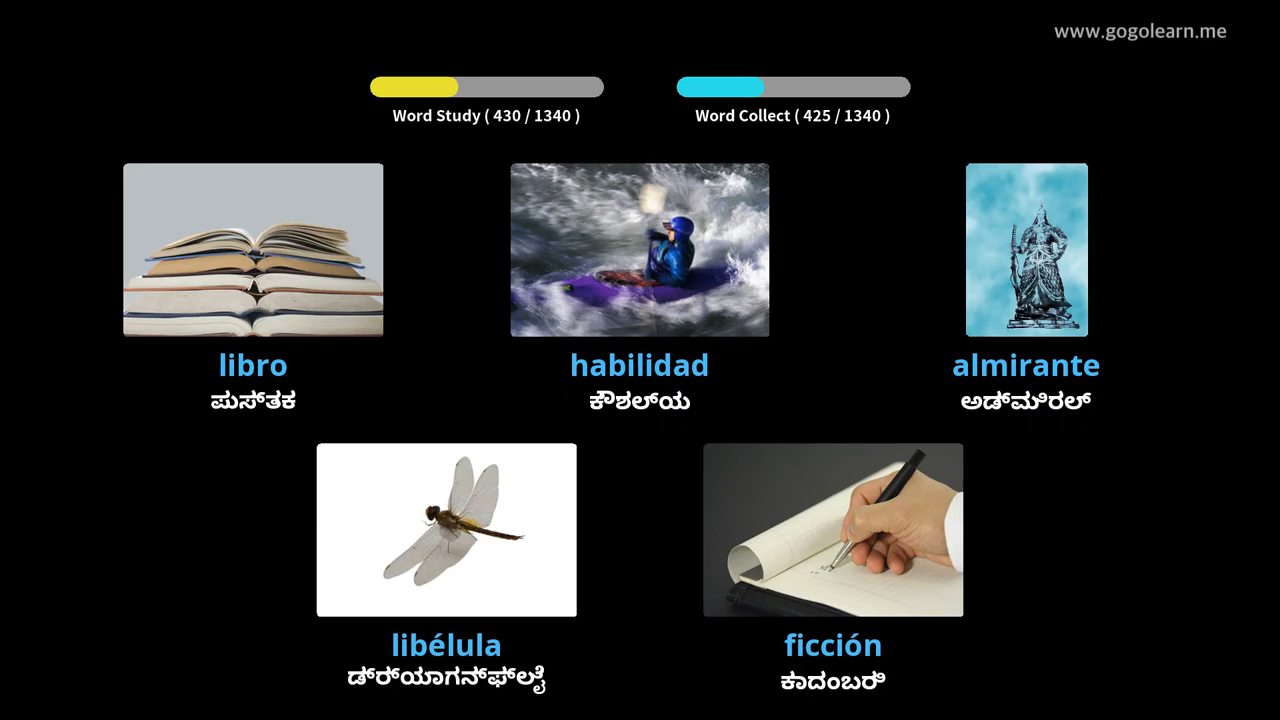 www.gogolearn.me
Word Study ( 430 / 1340 )
Word Collect ( 425 / 1340 )
libro
ಪುಸ್ತಕ
habilidad
ಕೌಶಲ್ಯ
almirante
ಅಡ್ಮಿರಲ್
libélula
ಡ್ರ್ಯಾಗನ್ಫ್ಲೈ
ficción
ಕಾದಂಬರಿ